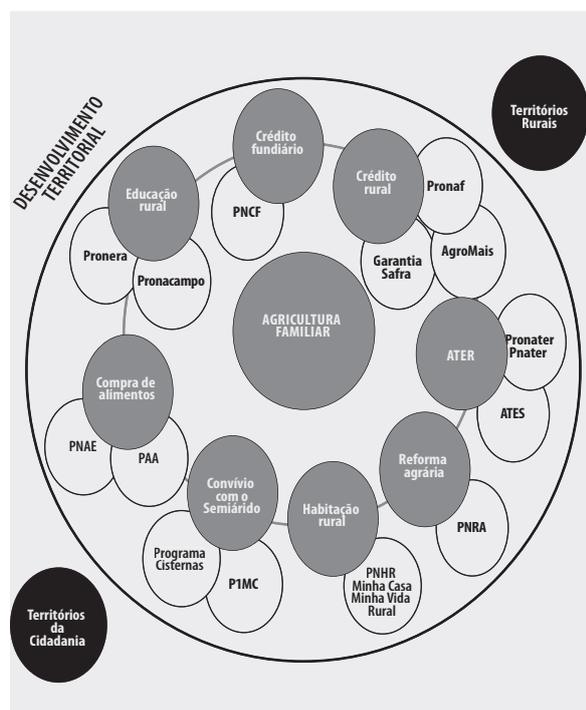 DESENVOLVIMENTO
TERRITORIAL
Territórios
Rurais
Crédito
fundiário
PNCF
Crédito
rural
Pronaf
Garantia
Safra
AgroMais
Educação
rural
Pronera
Pronacampo
AGRICULTURA
FAMILIAR
ATER
Pronater
Pnater
ATES
Compra de
alimentos
PNAE
PAA
Reforma
agrária
PNRA
Convívio
com o
Semiárido
Programa
Cisternas
P1MC
Habitação
rural
PNHR
Minha Casa
Minha Vida
Rural
Territórios
da
Cidadania